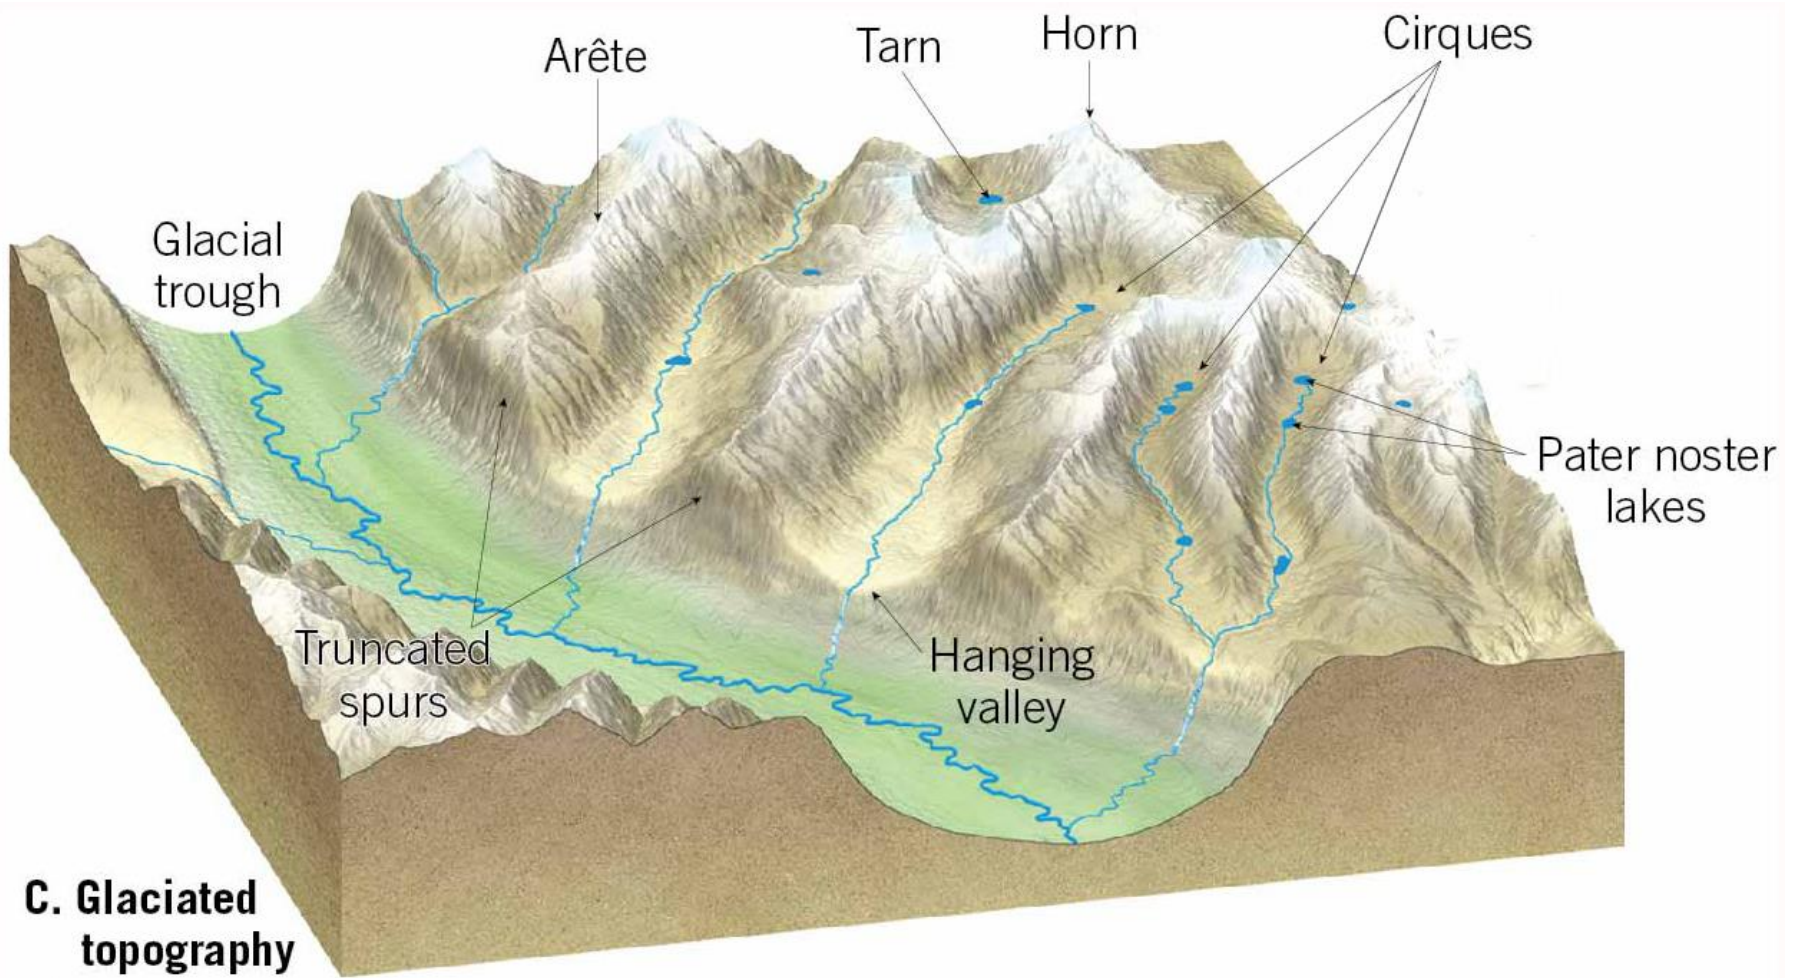 Arête
Tarn
Horn
Cirques
Glacial
trough
Pater noster
lakes
Truncated
spurs
Hanging
valley
C. Glaciated
topography